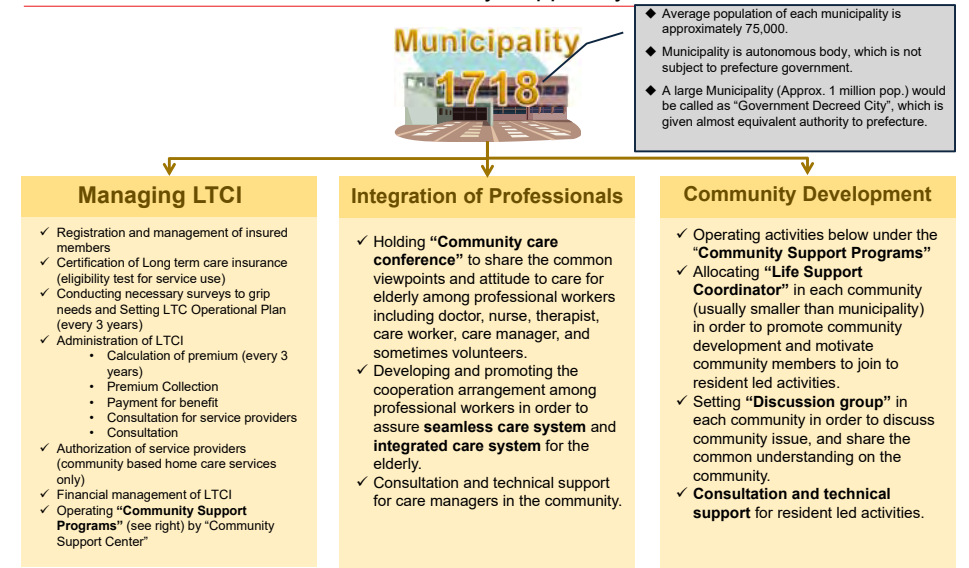 Municipality
1718
◆ Average population of each municipality is
approximately 75,000.
◆ Municipality is autonomous body, which is not
subject to prefecture government.
◆ A large Municipality (Approx. 1 million pop.) would
be called as “Government Decreed City”, which is
given almost equivalent authority to prefecture.
Managing LTCI
✓ Registration and management of insured
members
✓ Certification of Long term care insurance
(eligibility test for service use)
✓ Conducting necessary surveys to grip
needs and Setting LTC Operational Plan
(every 3 years)
✓ Administration of LTCI
• Calculation of premium (every 3
years)
• Premium Collection
• Payment for benefit
• Consultation for service providers
• Consultation
✓ Authorization of service providers
(community based home care services
only)
✓ Financial management of LTCI
✓ Operating “Community Support
Programs” (see right) by “Community
Support Center”
Integration of Professionals
✓ Holding “Community care
conference” to share the common
viewpoints and attitude to care for
elderly among professional workers
including doctor, nurse, therapist,
care worker, care manager, and
sometimes volunteers.
✓ Developing and promoting the
cooperation arrangement among
professional workers in order to
assure seamless care system and
integrated care system for the
elderly.
✓ Consultation and technical support
for care managers in the community.
Community Development
✓ Operating activities below under the
“Community Support Programs”
✓ Allocating “Life Support
Coordinator” in each community
(usually smaller than municipality)
in order to promote community
development and motivate
community members to join to
resident led activities.
✓ Setting “Discussion group” in
each community in order to discuss
community issue, and share the
common understanding on the
community.
✓ Consultation and technical
support for resident led activities.